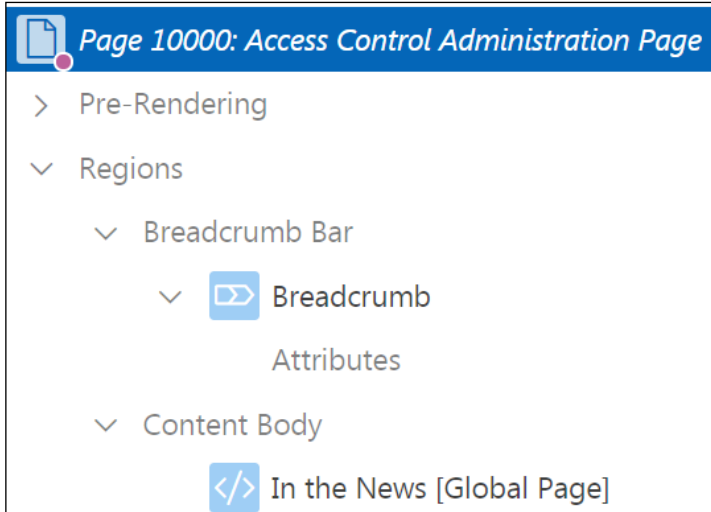 Page 10000: Access Control Administration Page
Pre-Rendering
Regions
Breadcrumb Bar
Breadcrumb
Attributes
Content Body
In the News [Global Page]